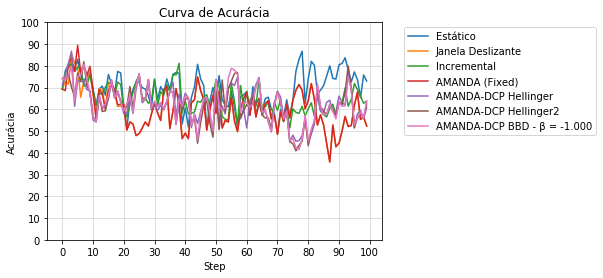 Curva de Acurácia
Acurácia
100
90
80
70
60
50
40
30
20
10
0
0 10 20 30 40 50 60 70 80 90 100
Step
Estático
Janela Deslizante
Incremental
AMANDA (Fixed)
AMANDA-DCP Hellinger
AMANDA-DCP Hellinger2
AMANDA-DCP BBD - β = -1.000